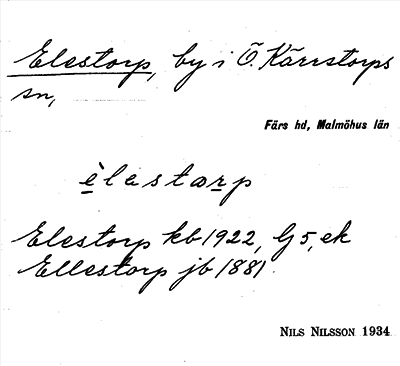 Elestorp, by i Ö. Kärrstorps
sn,
Färs hd, Malmöhus län
èlestarp
Elestorp kb 1922, G 5, ek
Ellestorp jb 1881
NILS NILSSON 1934